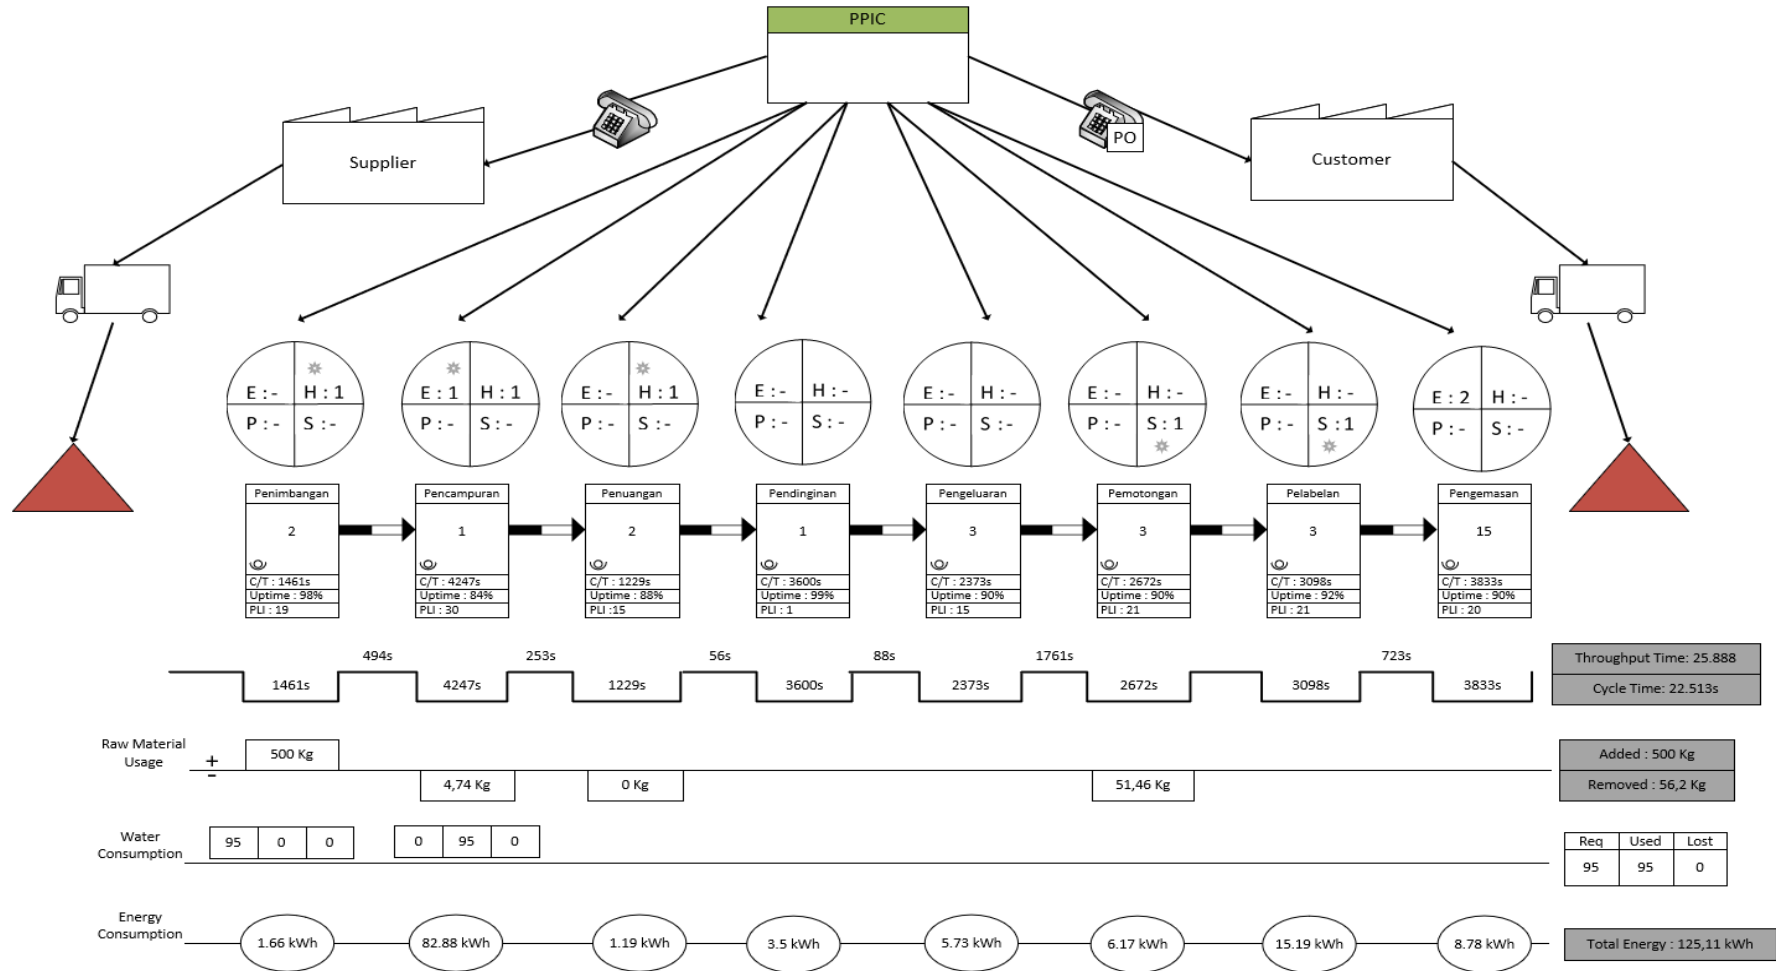 PPIC
PO
Supplier
Customer
E : - H : 1
P : - S : -
E : 1 H : 1
P : - S : -
E : - H : 1
P : - S : -
E : - H : -
P : - S : -
E : - H : -
P : - S : -
E : - H : -
P : - S : 1
E : - H : -
P : - S : 1
E : 2 H : -
P : - S : -
Penimbangan
2
C/T : 1461s
Uptime : 98%
PLI : 19
Pencampuran
1
C/T : 4247s
Uptime : 84%
PLI : 30
Penuangan
2
C/T : 1229s
Uptime : 88%
PLI :15
Pendinginan
1
C/T : 3600s
Uptime : 99%
PLI : 1
Pengeluaran
3
C/T : 2373s
Uptime : 90%
PLI : 15
Pemotongan
3
C/T : 2672s
Uptime : 90%
PLI : 21
Pelabelan
3
C/T : 3098s
Uptime : 92%
PLI : 21
Pengemasan
15
C/T : 3833s
Uptime : 90%
PLI : 20
494s 253s 56s 88s 1761s 723s
1461s 4247s 1229s 3600s 2373s 2672s 3098s 3833s
Throughput Time: 25.888
Cycle Time: 22.513s
Raw Material
Usage
+
-
500 Kg
4,74 Kg 0 Kg 51,46 Kg
Added : 500 Kg
Removed : 56,2 Kg
Water
Consumption
95 0 0 0 95 0
Req Used Lost
95 95 0
Energy
Consumption
1.66 kWh 82.88 kWh 1.19 kWh 3.5 kWh 5.73 kWh 6.17 kWh 15.19 kWh 8.78 kWh
Total Energy : 125,11 kWh